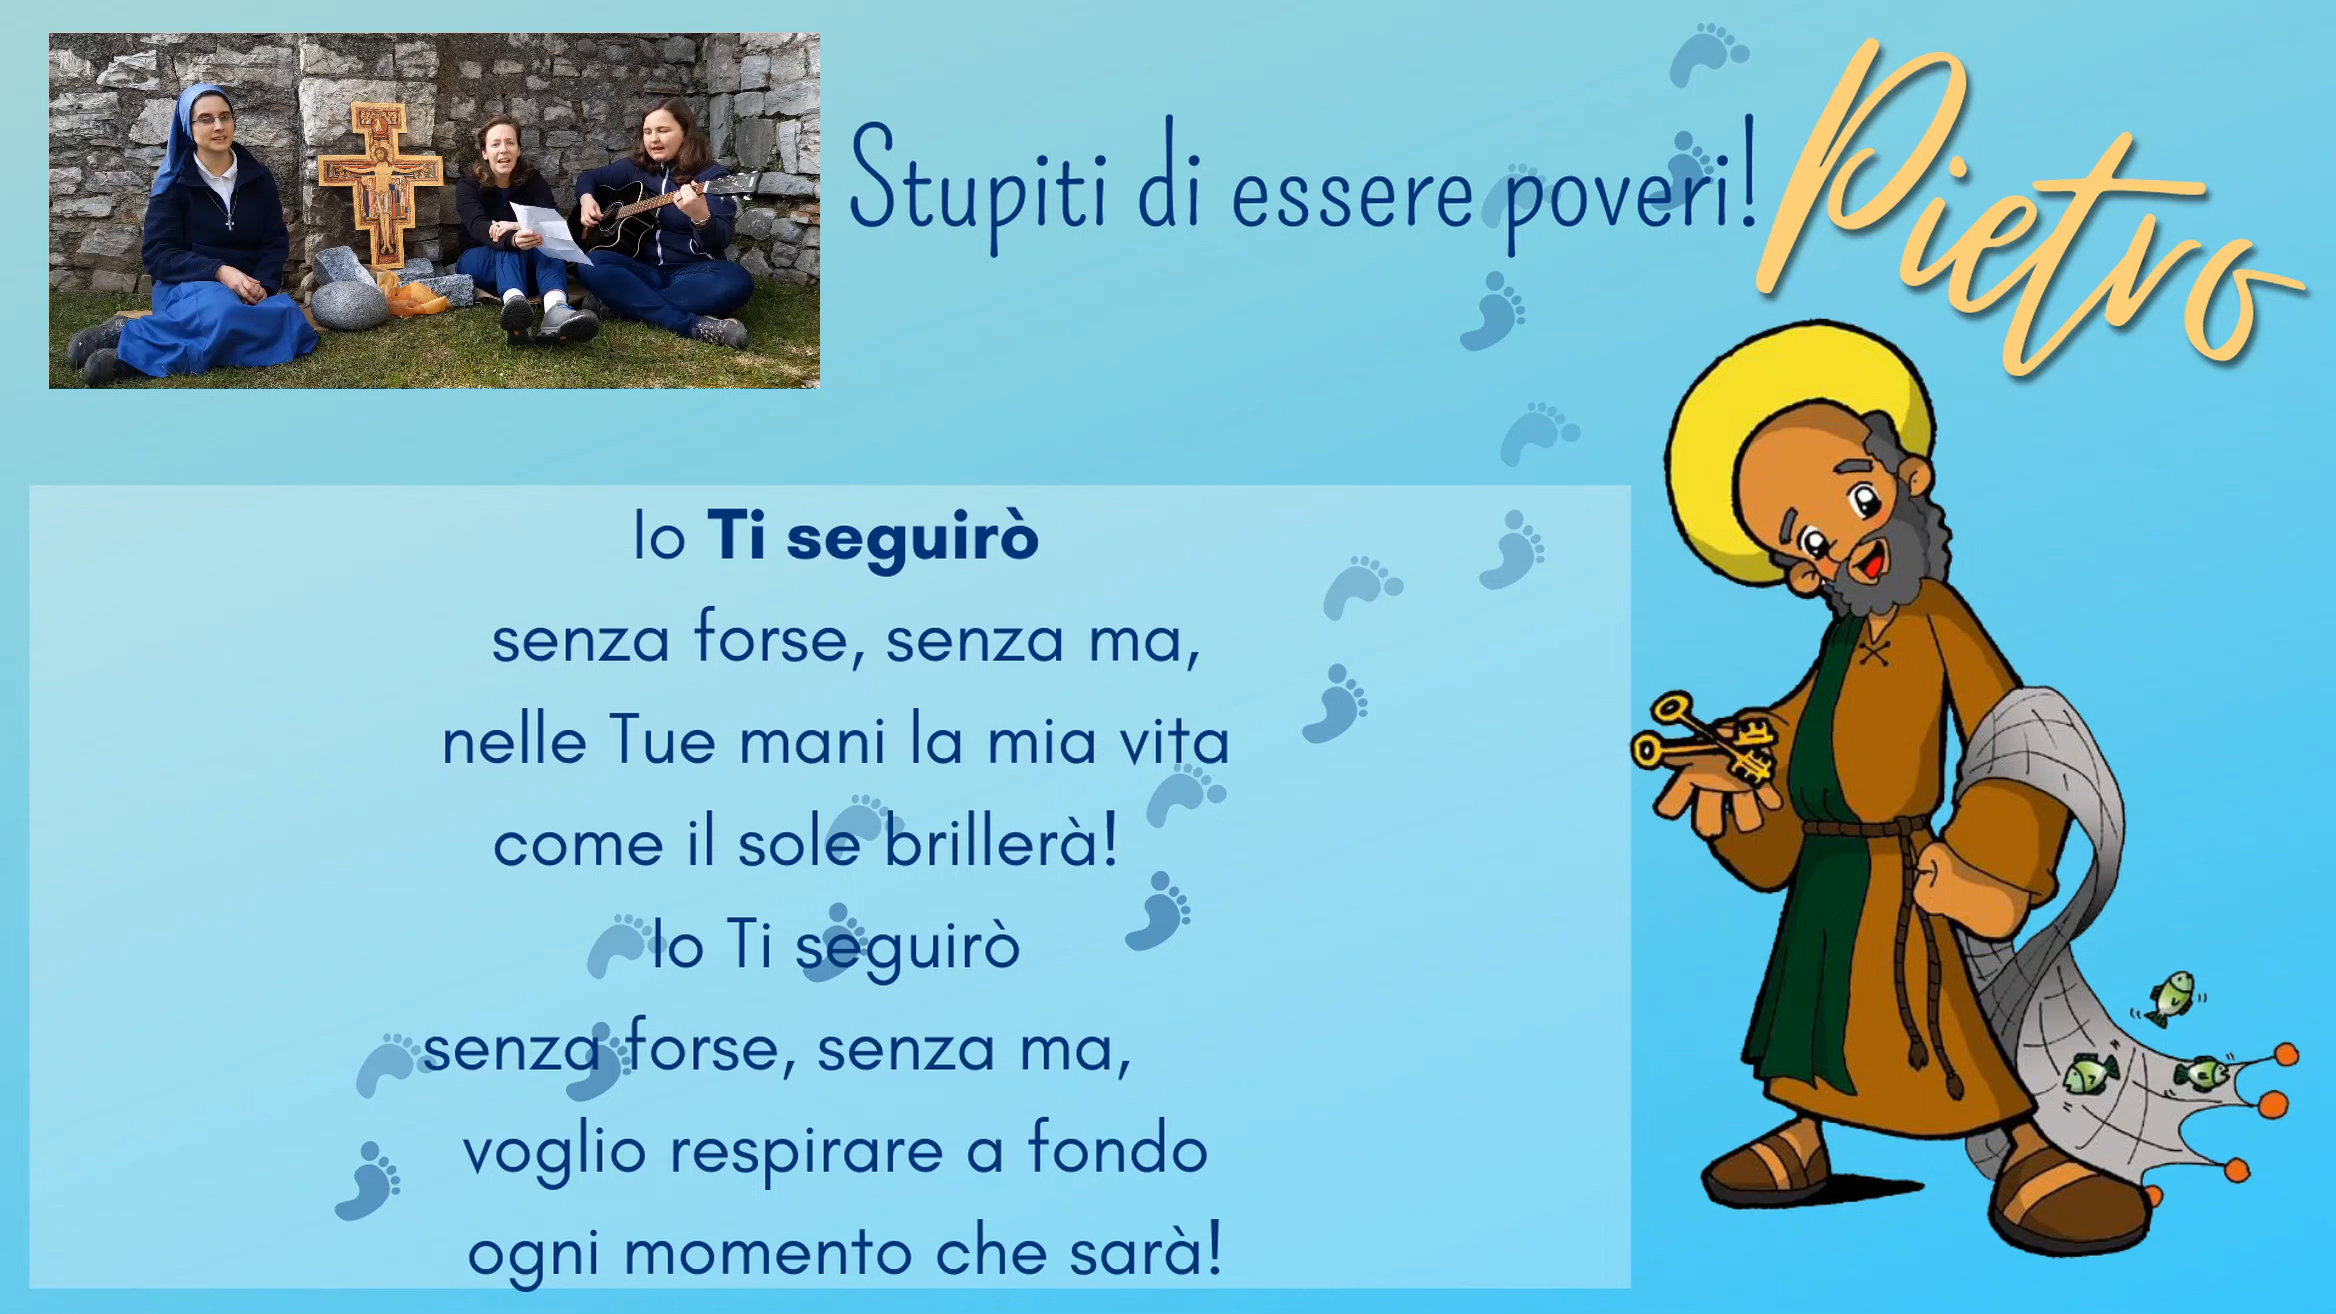 Stupiti di essere poveri!
Pietro
Io Ti seguirò
senza forse, senza ma,
nelle Tue mani la mia vita
come il sole brillerà!
Io Ti seguirò
senza forse, senza ma,
voglio respirare a fondo
ogni momento che sarà!